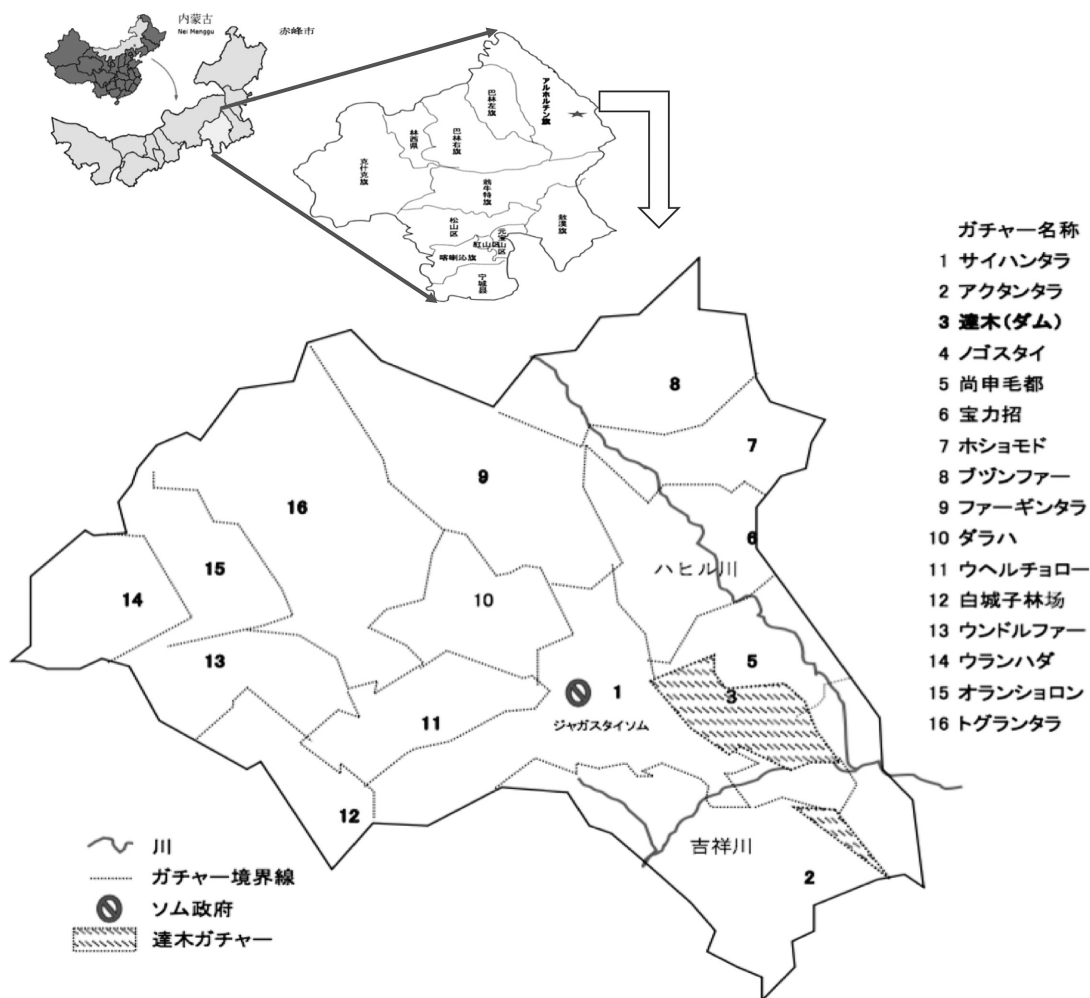 内蒙古
Nei Menggu
赤峰市
アルホルチン旗
巴林左旗
巴林右旗
林西県
克什克旗
翁牛特旗
敖漢旗
松山区
元宝山区
紅山区
喀喇沁旗
宁城县
ガチャー名称
1 サイハンタラ
2 アクタンタラ
3 達木(ダム)
4 ノゴスタイ
5 尚申毛都
6 宝力招
7 ホショモド
8 ブヅンファー
9 ファーギンタラ
10 ダラハ
11 ウヘルチョロー
12 白城子林场
13 ウンドルファー
14 ウランハダ
15 オランショロン
16 トグランタラ
8
7
9
16
6
ハヒル川
15
14
10
13
5
3
1
ジャガスタイソム
11
12
吉祥川
2
川
ガチャー境界線
ソム政府
達木ガチャー